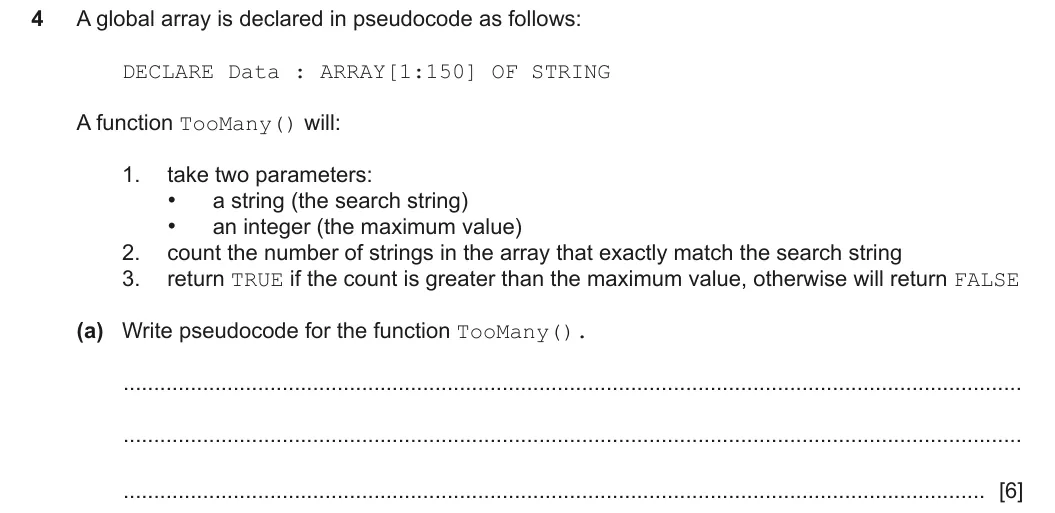 4 A global array is declared in pseudocode as follows:
DECLARE Data : ARRAY[1:150] OF STRING
A function TooMany() will:
1. take two parameters:
• a string (the search string)
• an integer (the maximum value)
2. count the number of strings in the array that exactly match the search string
3. return TRUE if the count is greater than the maximum value, otherwise will return FALSE
(a) Write pseudocode for the function TooMany().
................................................................................................................................................
................................................................................................................................................
.......................................................................................................................................... [6]